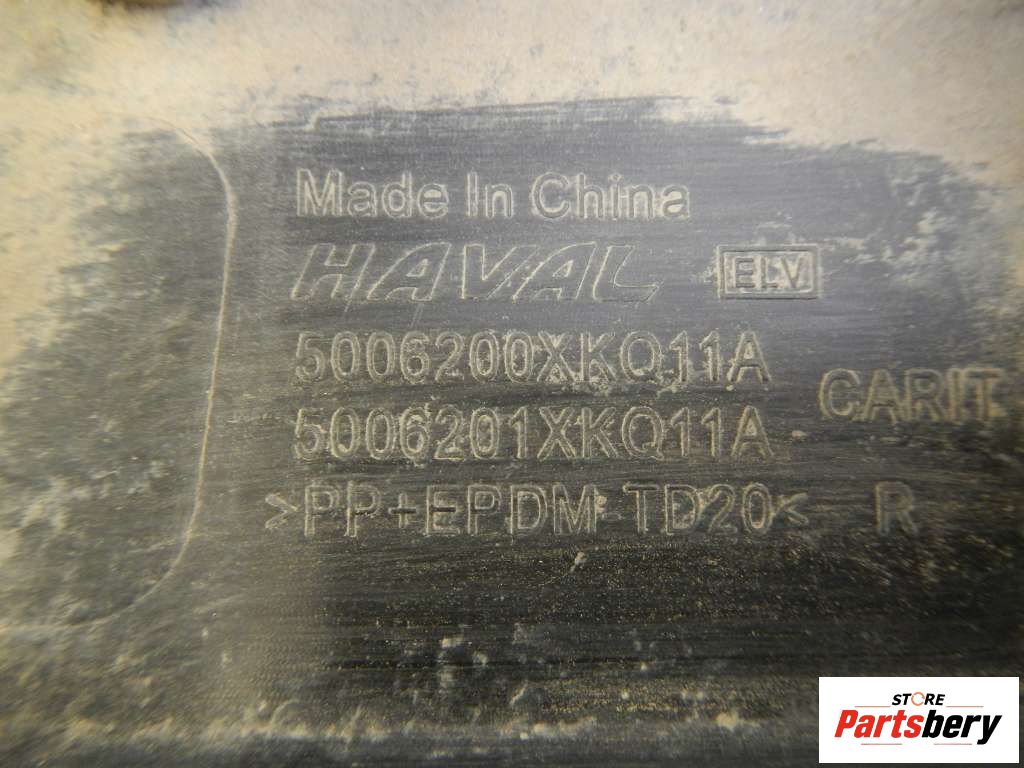 Made In China
HAVAL ELV
5006200XKQ11A
5006201XKQ11A CARIT
>PP+EPDM-TD20< R
STORE
Partsbery